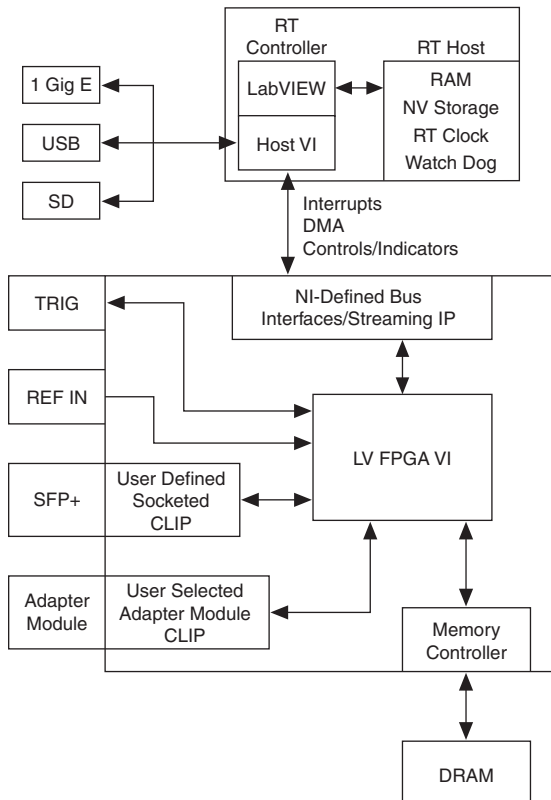 RT
Controller
RT Host
LabVIEW
Host VI
RAM
NV Storage
RT Clock
Watch Dog
1 Gig E
USB
SD
Interrupts
DMA
Controls/Indicators
NI-Defined Bus
Interfaces/Streaming IP
TRIG
REF IN
LV FPGA VI
SFP+
User Defined
Socketed
CLIP
Adapter
Module
User Selected
Adapter Module
CLIP
Memory
Controller
DRAM